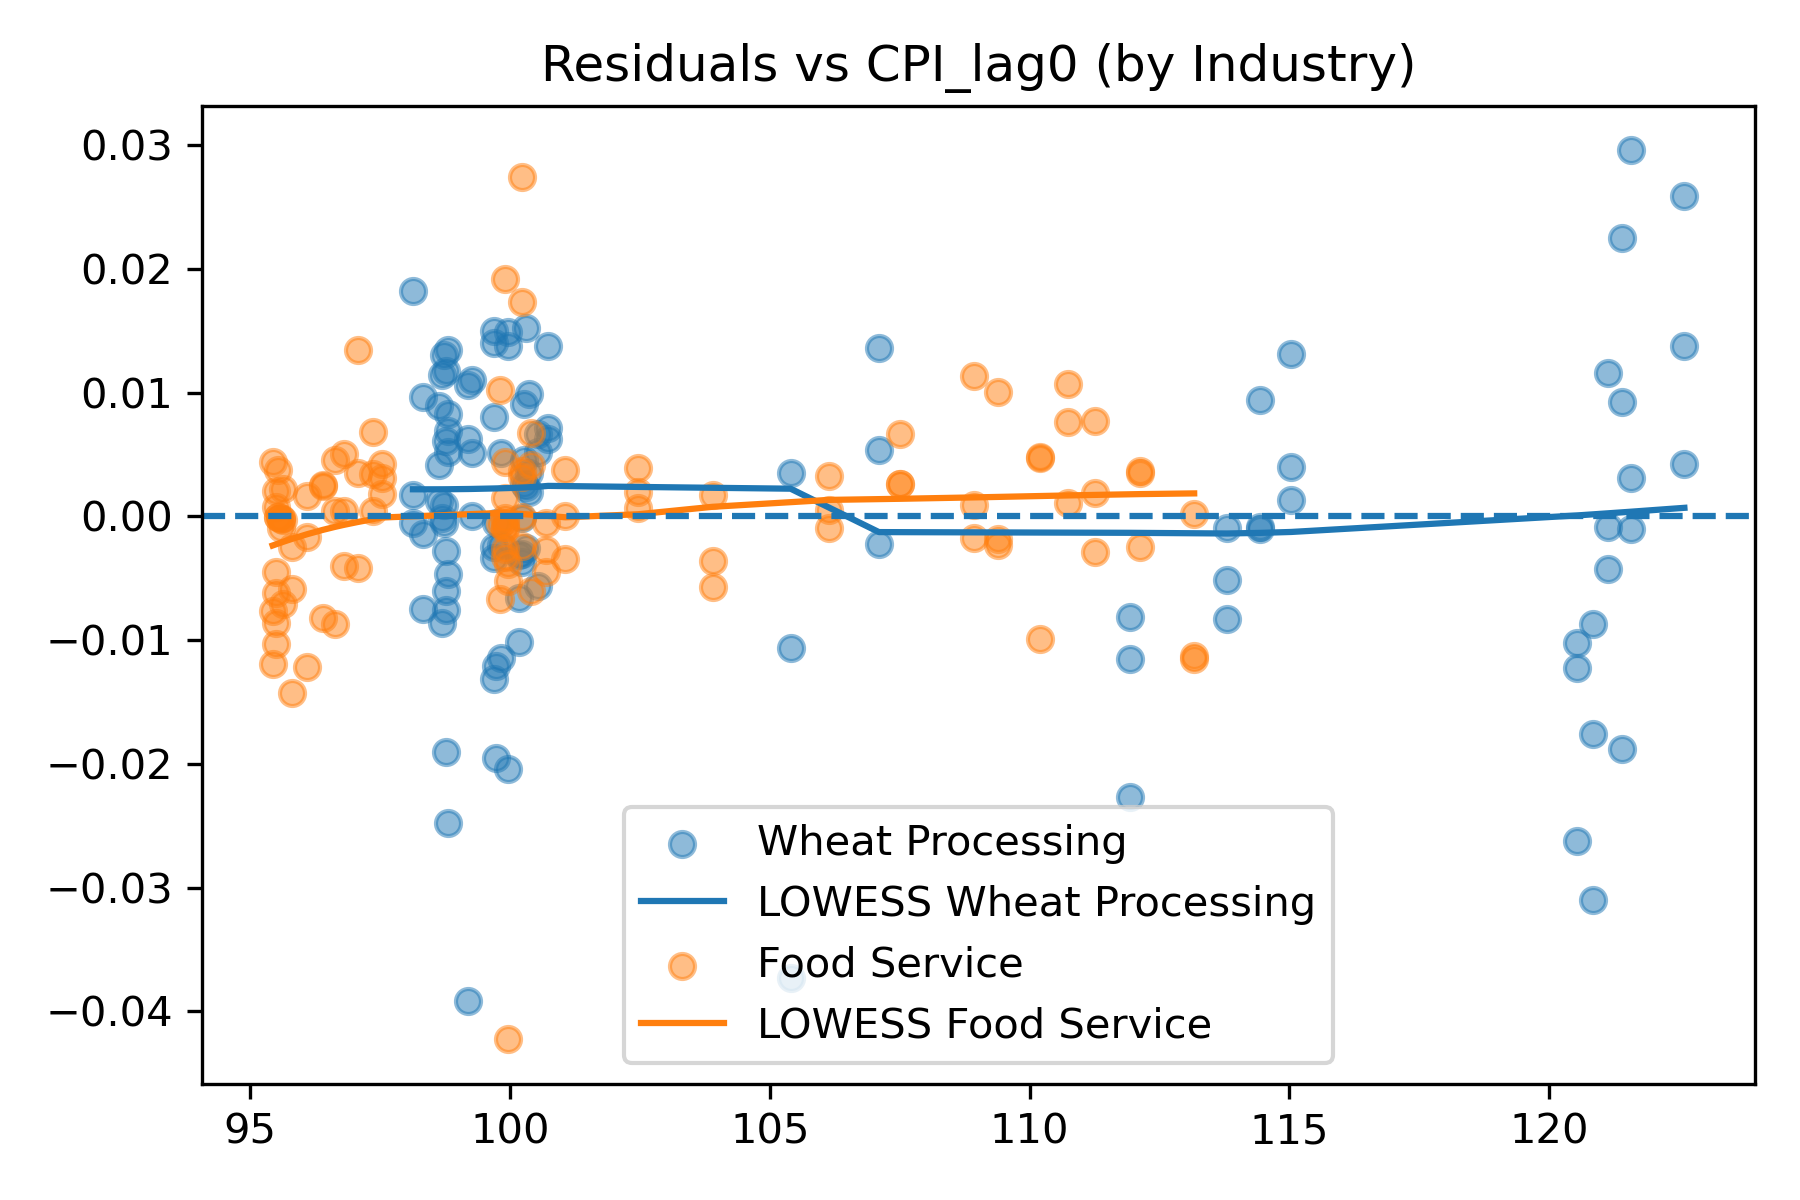 Residuals vs CPI_lag0 (by Industry)
0.03
0.02
0.01
0.00
−0.01
−0.02
−0.03
−0.04
Wheat Processing
LOWESS Wheat Processing
Food Service
LOWESS Food Service
95 100 105 110 115 120